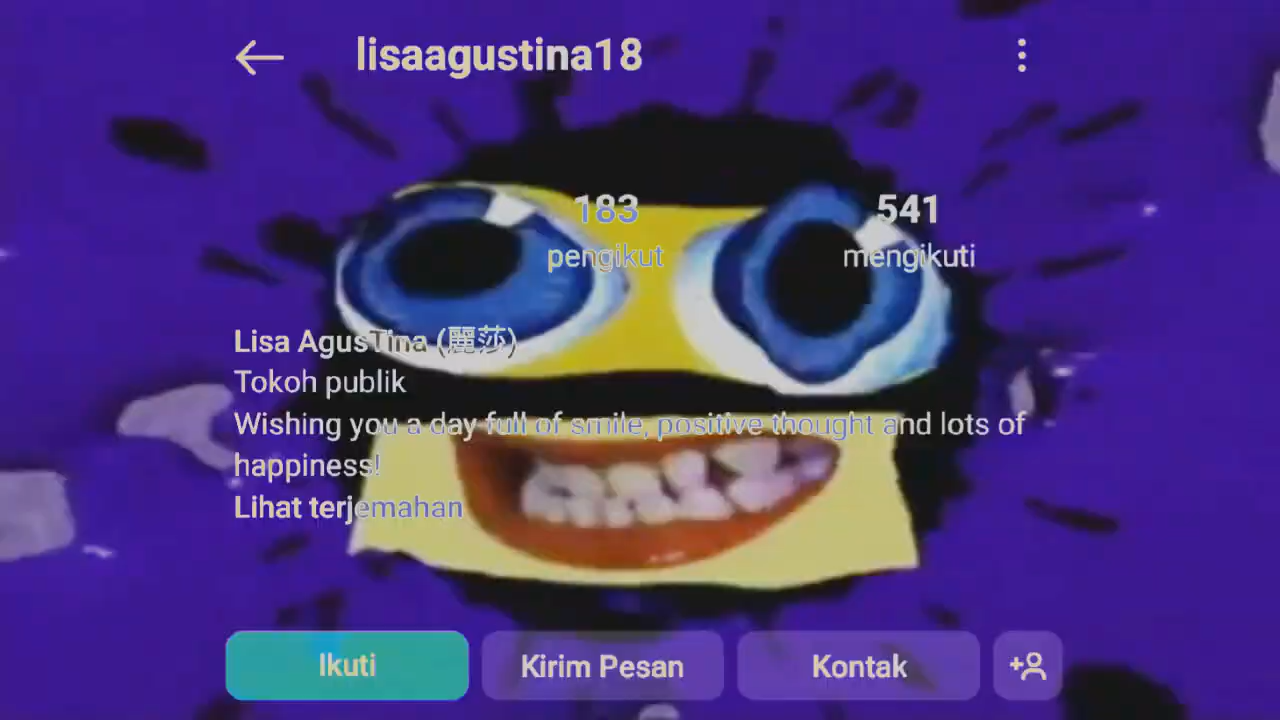 lisaagustina18
183 541
pengikut mengikuti
Lisa AgusTina (麗莎)
Tokoh publik
Wishing you a day full of smile, positive thought and lots of
happiness!
Lihat terjemahan
Ikuti Kirim Pesan Kontak